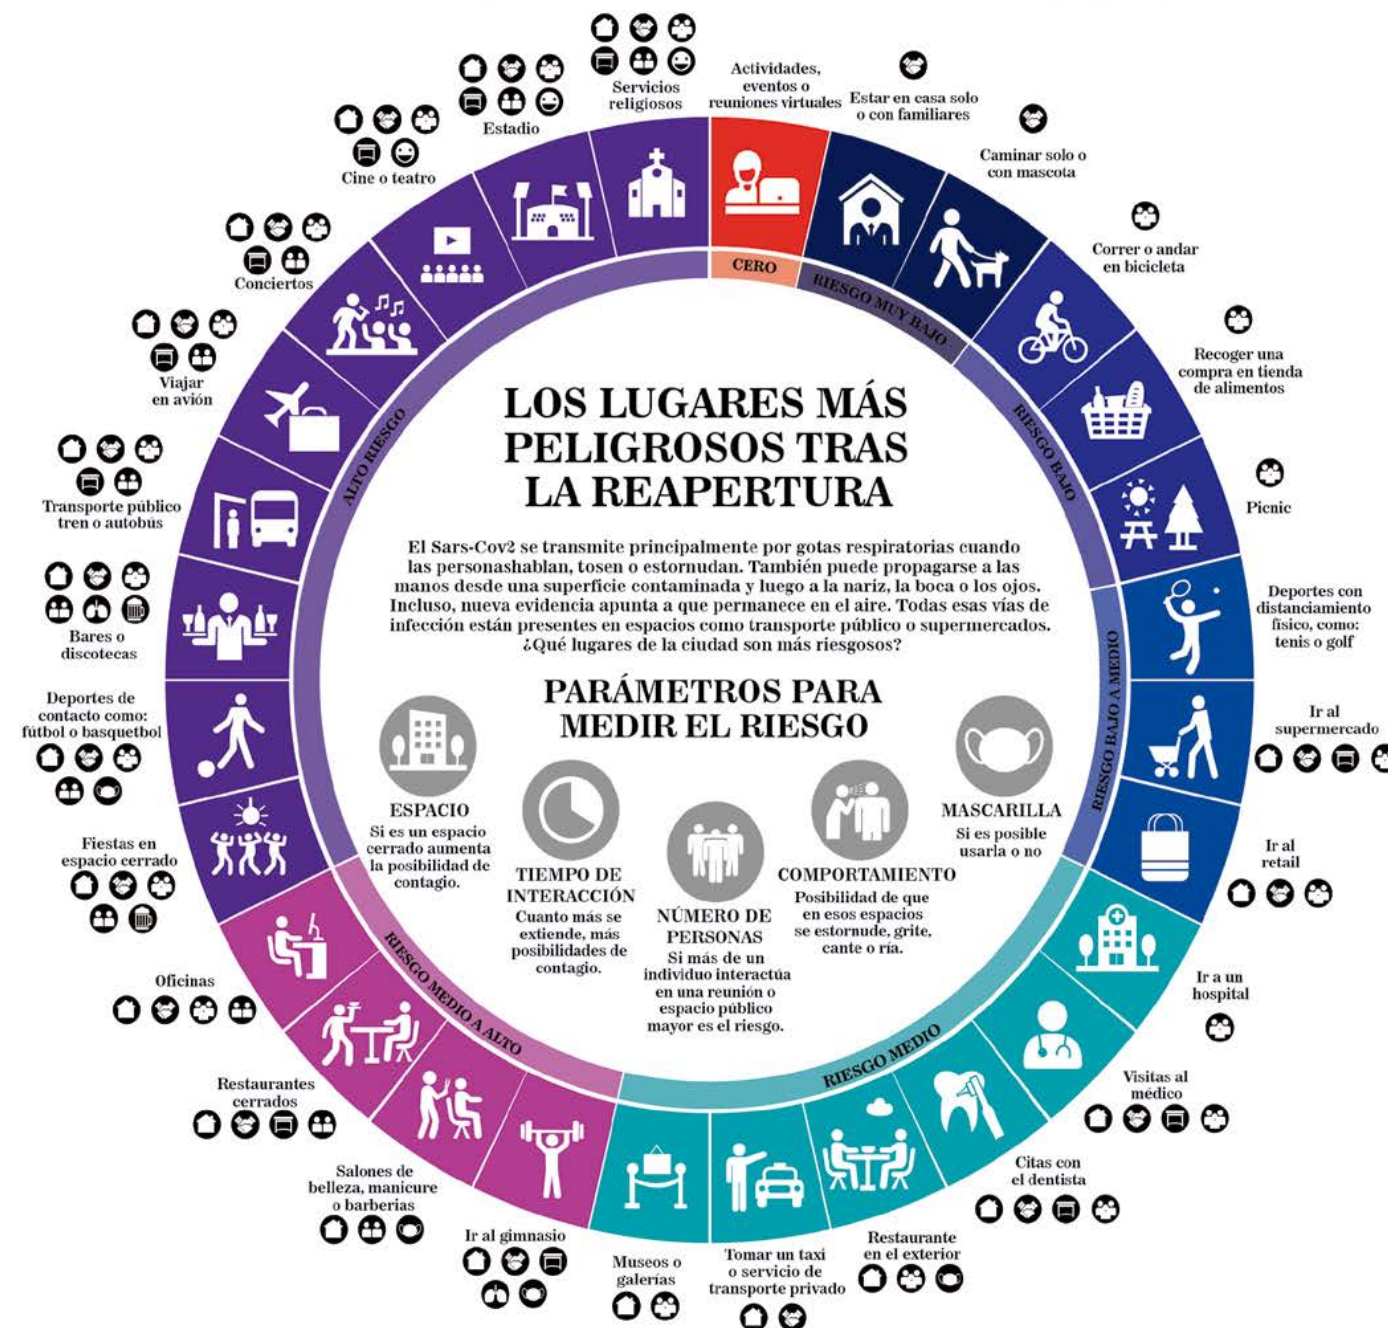 Servicios
religiosos
Actividades,
eventos o
reuniones virtuales
Estar en casa solo
o con familiares
Caminar solo o
con mascota
Correr o andar
en bicicleta
Recoger una
compra en tienda
de alimentos
Picnic
Deportes con
distanciamiento
físico, como:
tenis o golf
Ir al
supermercado
Ir al
retail
Ir a un
hospital
Visitas al
médico
Citas con
el dentista
Restaurante
en el exterior
Tomar un taxi
o servicio de
transporte privado
Museos o
galerías
Ir al gimnasio
Salones de
belleza, manicure
o barberias
Restaurantes
cerrados
Oficinas
Fiestas en
espacio cerrado
Deportes de
contacto como:
fútbol o basquetbol
Bares o
discotecas
Transporte público
tren o autobús
Viajar
en avión
Conciertos
Cine o teatro
Estadio
CERO
RIESGO MUY BAJO
RIESGO BAJO
RIESGO BAJO A MEDIO
RIESGO MEDIO
RIESGO MEDIO A ALTO
ALTO RIESGO
LOS LUGARES MÁS
PELIGROSOS TRAS
LA REAPERTURA
El Sars-Cov2 se transmite principalmente por gotas respiratorias cuando
las personashablan, tosen o estornudan. También puede propagarse a las
manos desde una superficie contaminada y luego a la nariz, la boca o los ojos.
Incluso, nueva evidencia apunta a que permanece en el aire. Todas esas vías de
infección están presentes en espacios como transporte público o supermercados.
¿Qué lugares de la ciudad son más riesgosos?
PARÁMETROS PARA
MEDIR EL RIESGO
ESPACIO
Si es un espacio
cerrado aumenta
la posibilidad de
contagio.
TIEMPO DE
INTERACCIÓN
Cuanto más se
extiende, más
posibilidades de
contagio.
NÚMERO DE
PERSONAS
Si más de un
individuo interactúa
en una reunión o
espacio público
mayor es el riesgo.
COMPORTAMIENTO
Posibilidad de que
en esos espacios
se estornude, grite,
cante o ría.
MASCARILLA
Si es posible
usarla o no